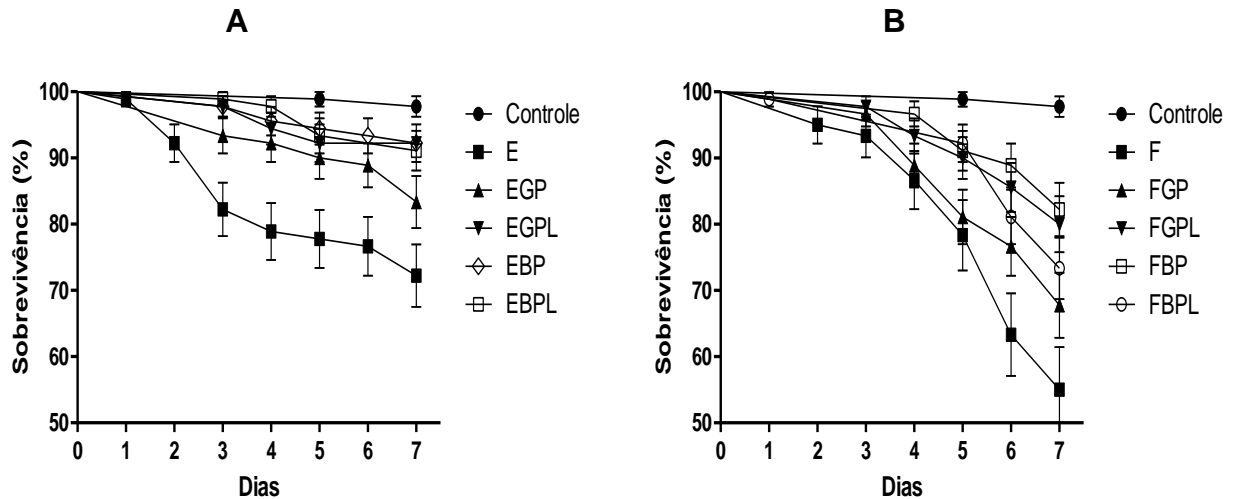 A
Sobrevivência (%)
100
90
80
70
60
50
0 1 2 3 4 5 6 7
Dias
Controle
E
EGP
EGPL
EBP
EBPL
B
Sobrevivência (%)
100
90
80
70
60
50
0 1 2 3 4 5 6 7
Dias
Controle
F
FGP
FGPL
FBP
FBPL